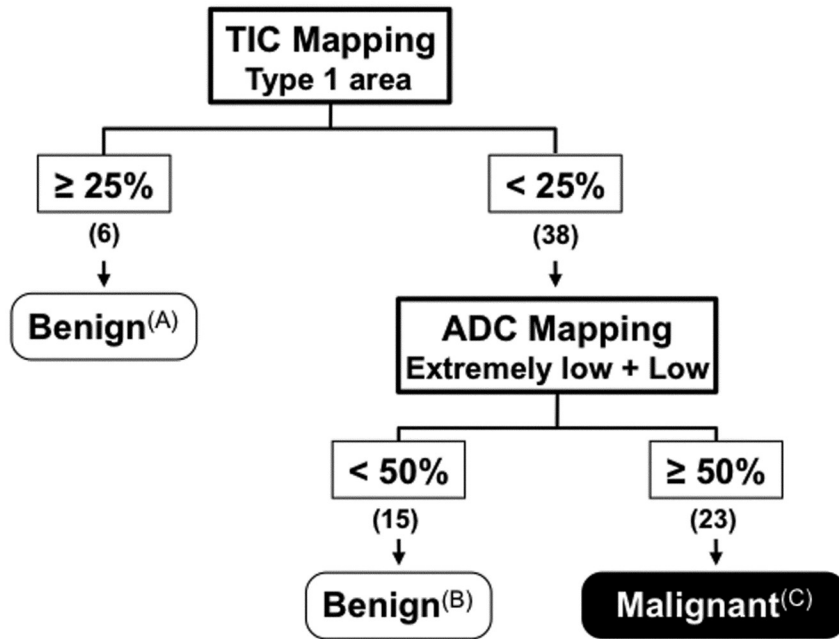 TIC Mapping
Type 1 area
≥ 25%
< 25%
(6)
(38)
Benign(A)
ADC Mapping
Extremely low + Low
< 50%
≥ 50%
(15)
(23)
Benign(B)
Malignant(C)